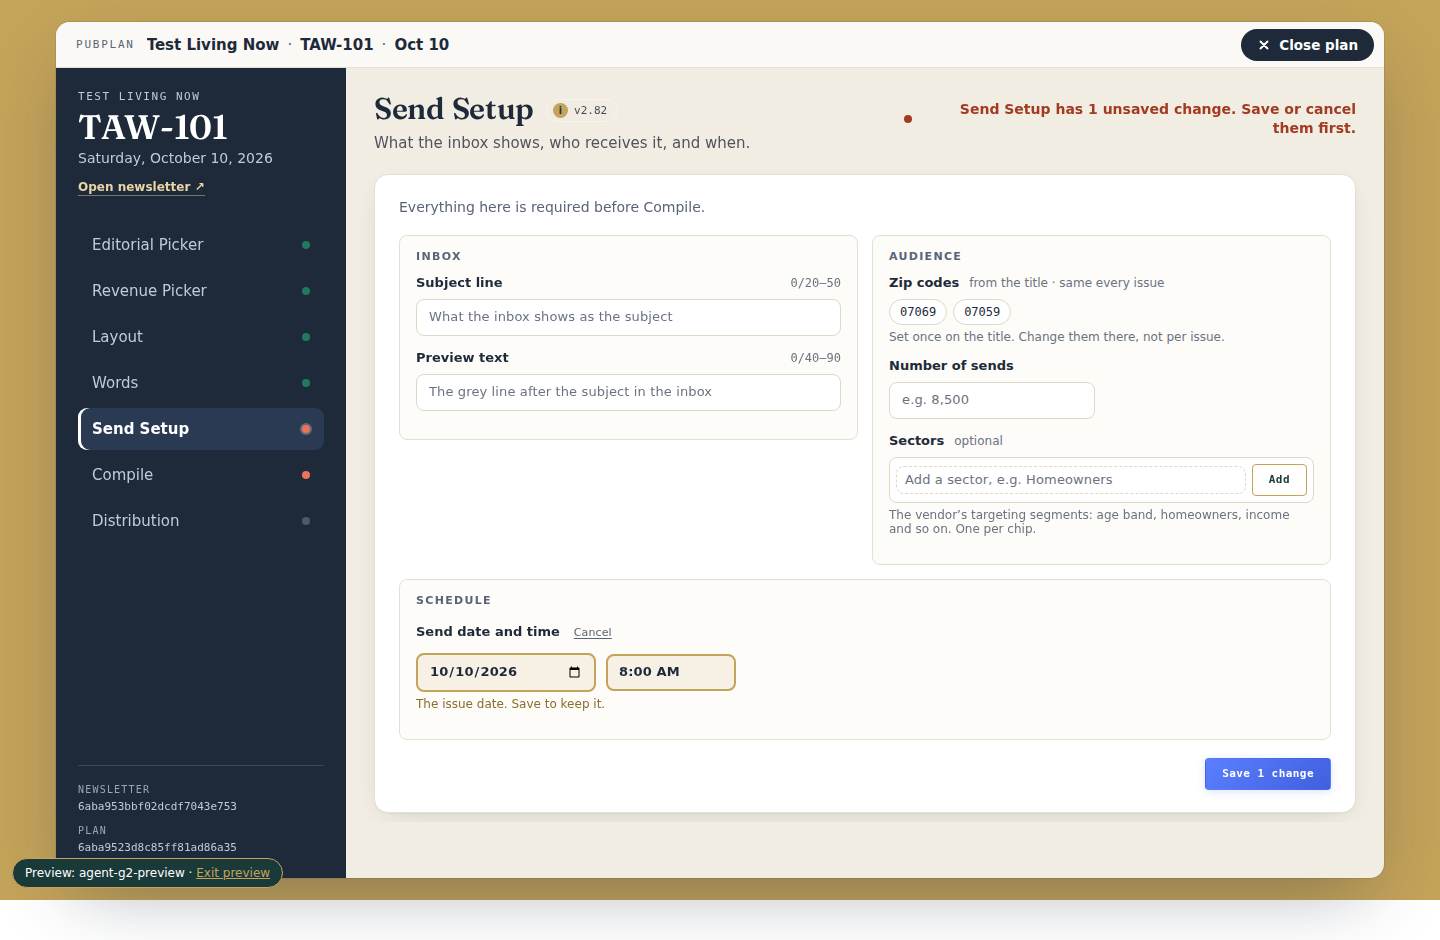 PUBPLAN Test Living Now · TAW-101 · Oct 10
✕ Close plan
TEST LIVING NOW
TAW-101
Saturday, October 10, 2026
Open newsletter ↗
Editorial Picker
Revenue Picker
Layout
Words
Send Setup
Compile
Distribution
NEWSLETTER
6aba953bbf02dcdf7043e753
PLAN
6aba9523d8c85ff81ad86a35
Preview: agent-g2-preview · Exit preview
Send Setup
i v2.82
What the inbox shows, who receives it, and when.
Send Setup has 1 unsaved change. Save or cancel
them first.
Everything here is required before Compile.
INBOX
Subject line 0/20–50
What the inbox shows as the subject
Preview text 0/40–90
The grey line after the subject in the inbox
AUDIENCE
Zip codes from the title · same every issue
07069 07059
Set once on the title. Change them there, not per issue.
Number of sends
e.g. 8,500
Sectors optional
Add a sector, e.g. Homeowners Add
The vendor’s targeting segments: age band, homeowners, income
and so on. One per chip.
SCHEDULE
Send date and time Cancel
10/10/2026 8:00 AM
The issue date. Save to keep it.
Save 1 change